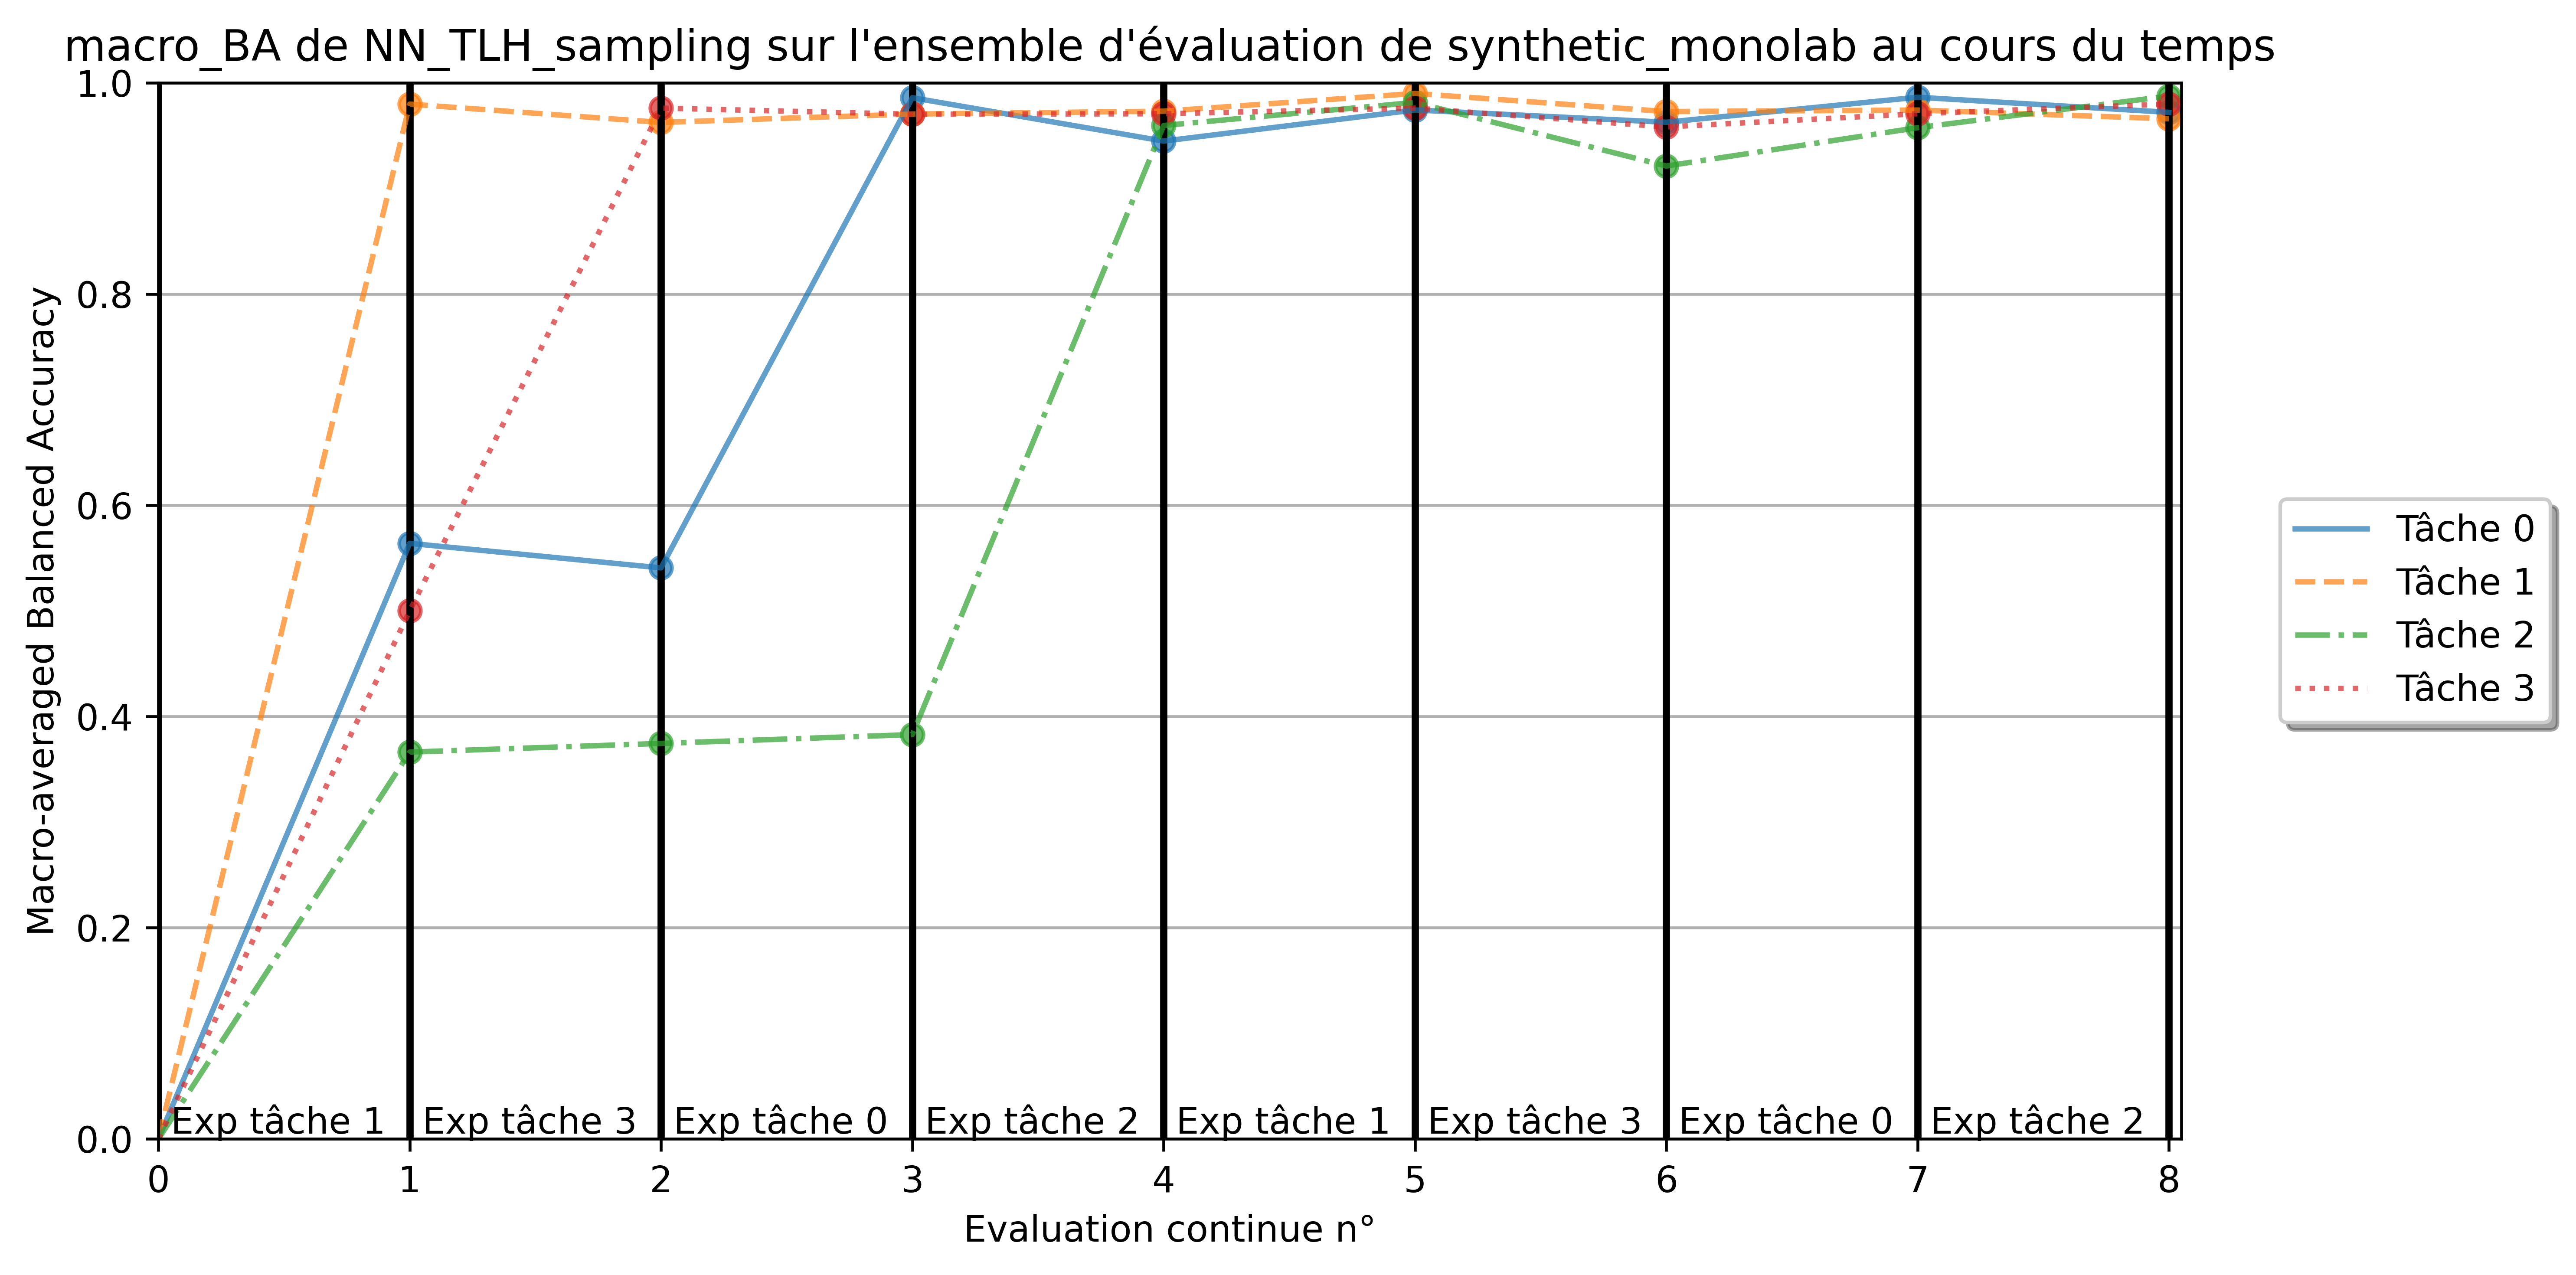 macro_BA de NN_TLH_sampling sur l'ensemble d'évaluation de synthetic_monolab au cours du temps
Macro-averaged Balanced Accuracy
1.0
0.8
0.6
0.4
0.2
0.0
Exp tâche 1 Exp tâche 3 Exp tâche 0 Exp tâche 2 Exp tâche 1 Exp tâche 3 Exp tâche 0 Exp tâche 2
0 1 2 3 4 5 6 7 8
Evaluation continue n°
Tâche 0
Tâche 1
Tâche 2
Tâche 3